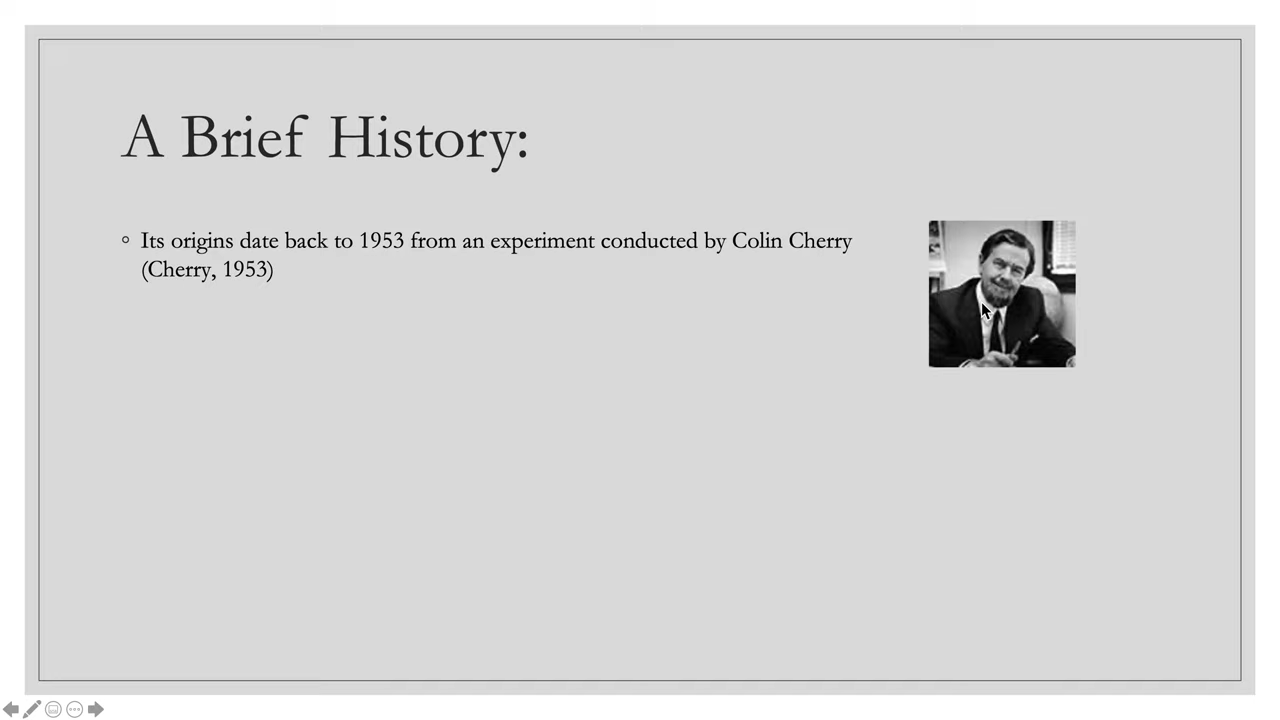 A Brief History:
Its origins date back to 1953 from an experiment conducted by Colin Cherry
(Cherry, 1953)